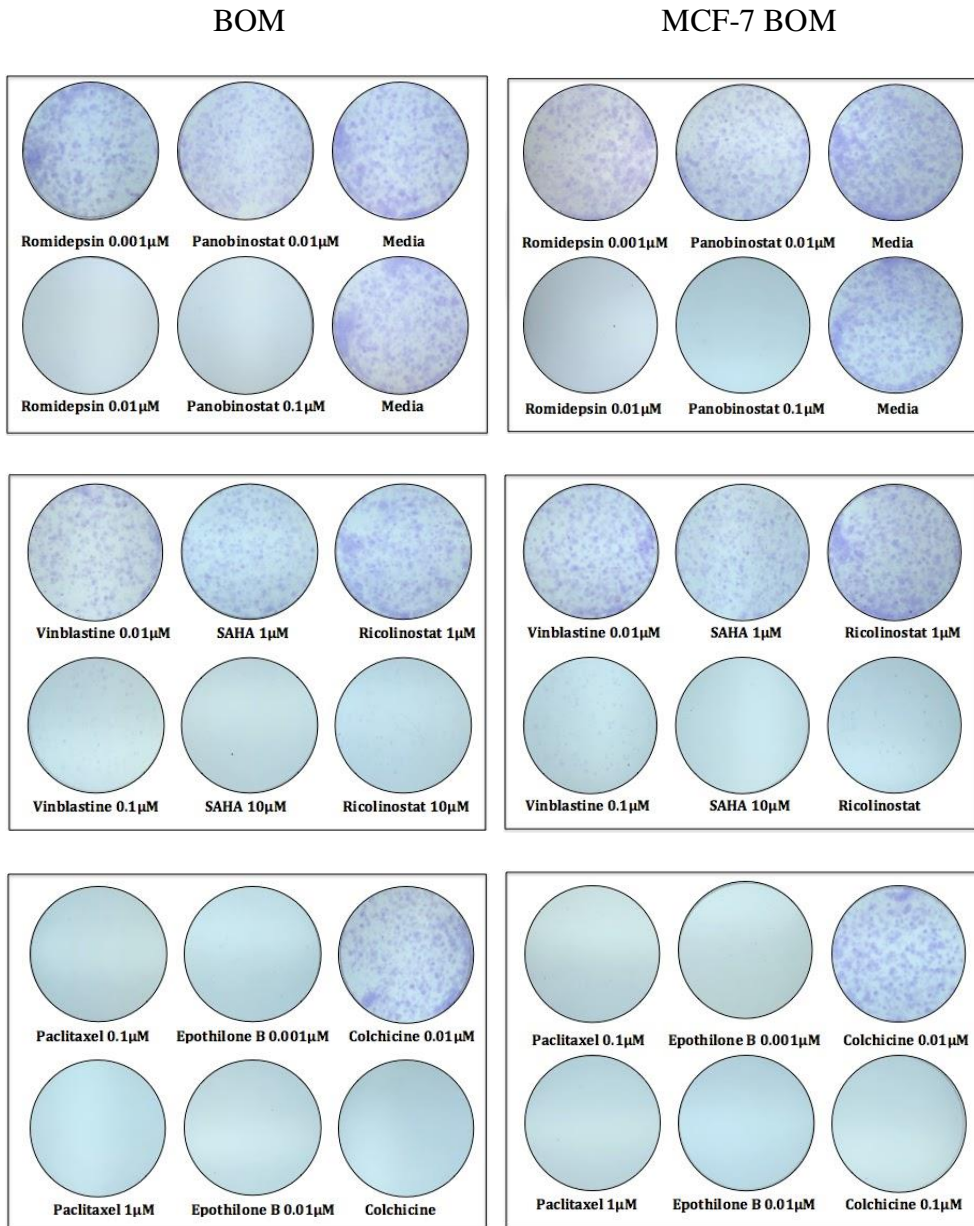 BOM
MCF-7 BOM
Romidepsin 0.001µM Panobinostat 0.01µM Media
Romidepsin 0.01µM Panobinostat 0.1µM Media
Romidepsin 0.001µM Panobinostat 0.01µM Media
Romidepsin 0.01µM Panobinostat 0.1µM Media
Vinblastine 0.01µM SAHA 1µM Ricolinostat 1µM
Vinblastine 0.1µM SAHA 10µM Ricolinostat 10µM
Vinblastine 0.01µM SAHA 1µM Ricolinostat 1µM
Vinblastine 0.1µM SAHA 10µM Ricolinostat
Paclitaxel 0.1µM Epothilone B 0.001µM Colchicine 0.01µM
Paclitaxel 1µM Epothilone B 0.01µM Colchicine
Paclitaxel 0.1µM Epothilone B 0.001µM Colchicine 0.01µM
Paclitaxel 1µM Epothilone B 0.01µM Colchicine 0.1µM